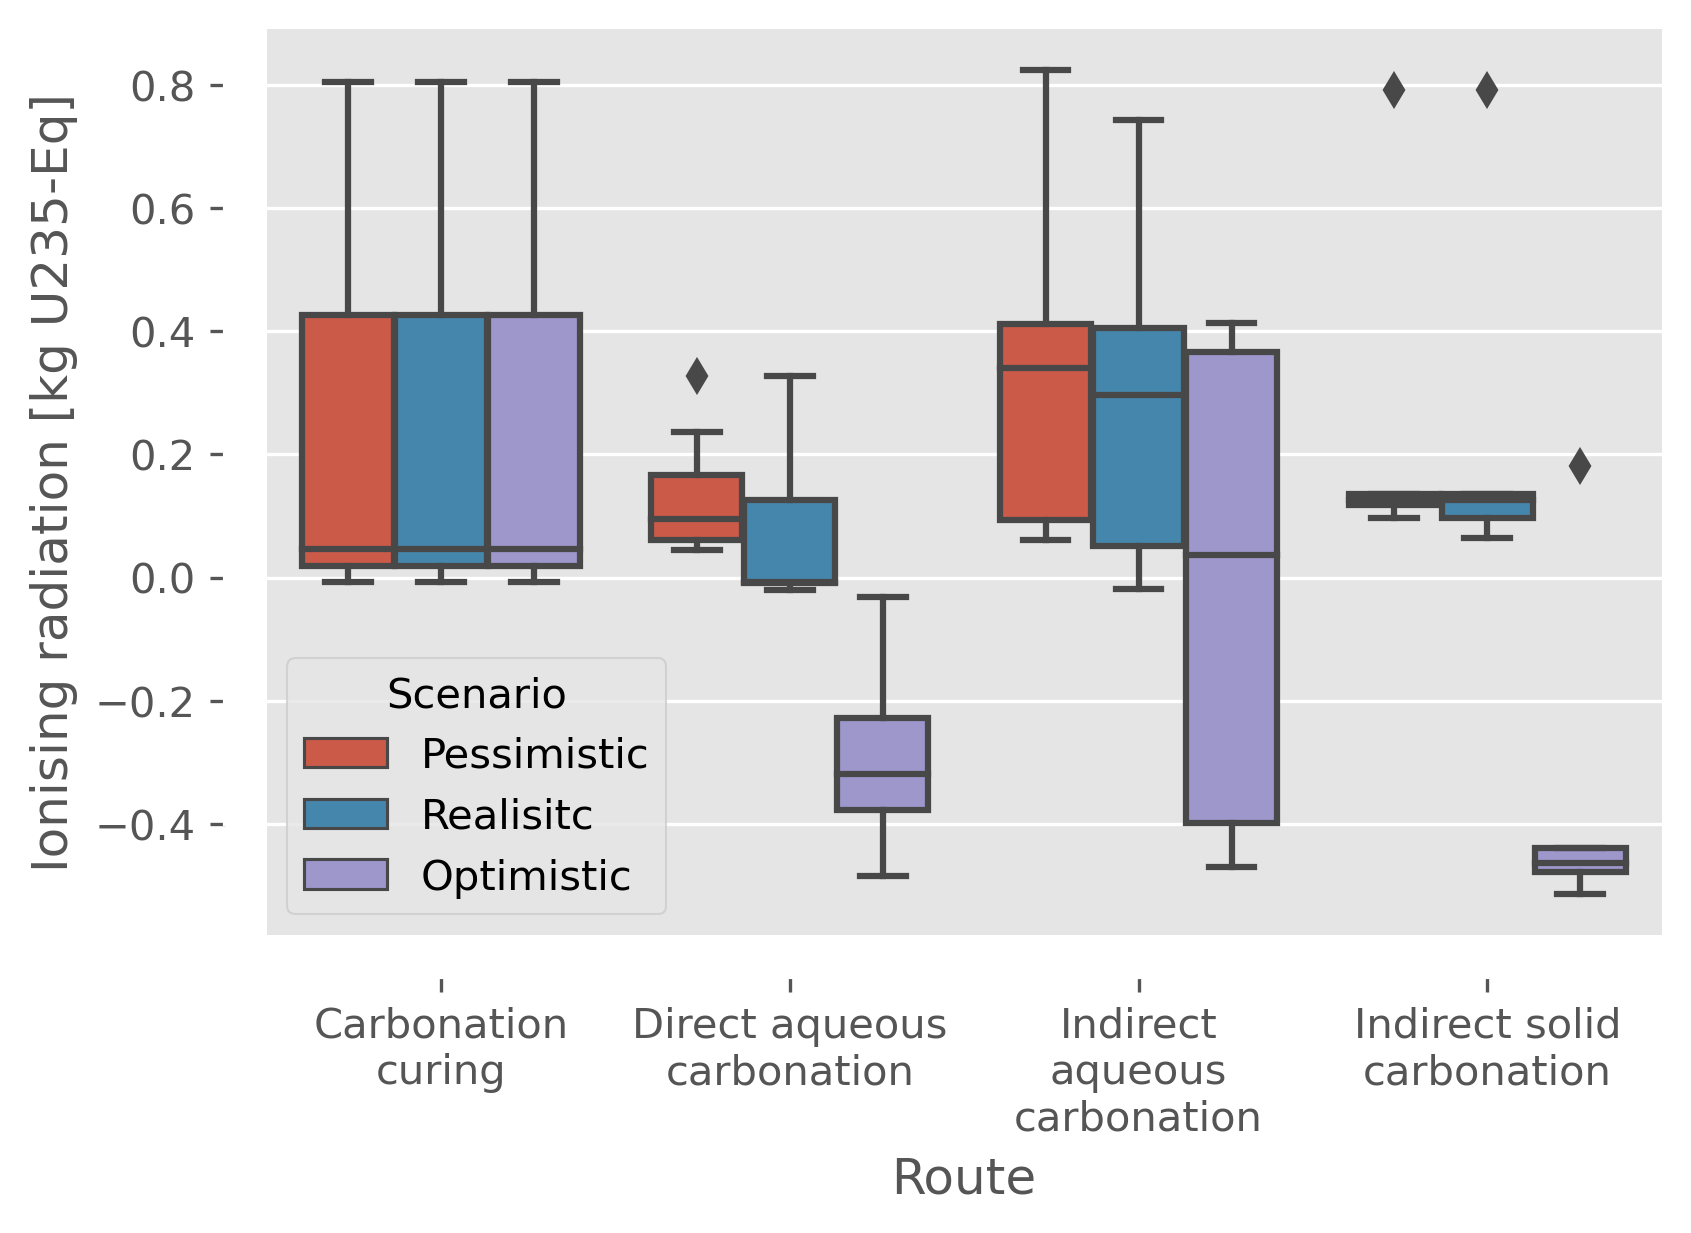 Ionising radiation [kg U235-Eq]
0.8
0.6
0.4
0.2
0.0
−0.2
−0.4
Scenario
Pessimistic
Realisitc
Optimistic
Carbonation
curing
Direct aqueous
carbonation
Indirect
aqueous
carbonation
Indirect solid
carbonation
Route